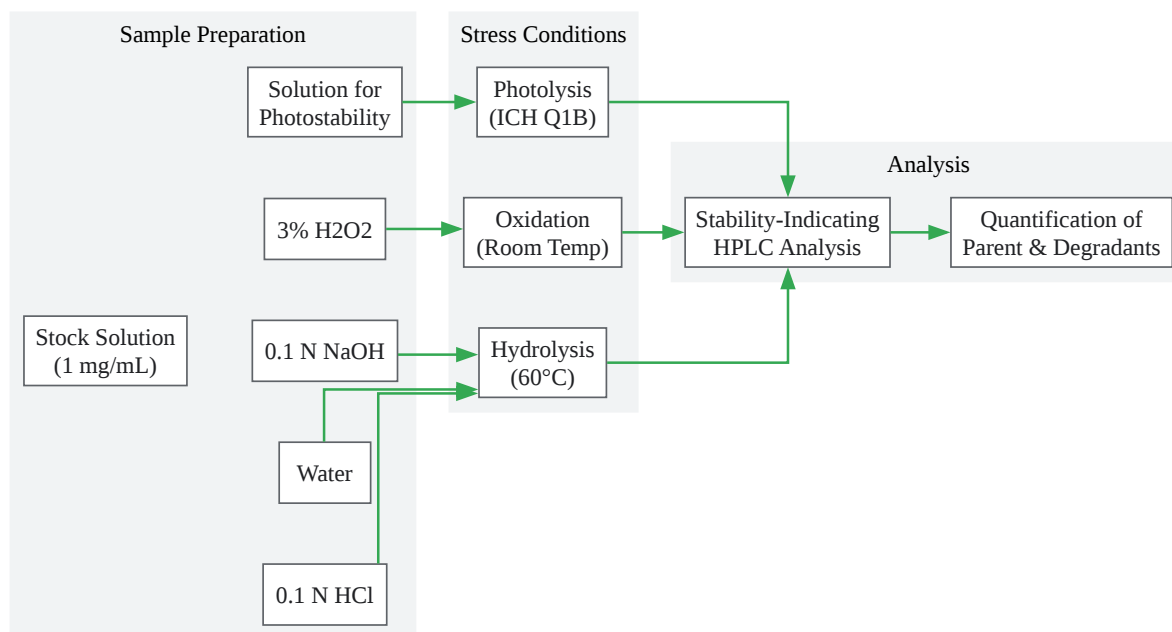 Sample Preparation
Stress Conditions
Solution for
Photostability
Photolysis
(ICH Q1B)
Analysis
3% H2O2
Oxidation
(Room Temp)
Stability-Indicating
HPLC Analysis
Quantification of
Parent & Degradants
Stock Solution
(1 mg/mL)
0.1 N NaOH
Hydrolysis
(60°C)
Water
0.1 N HCl